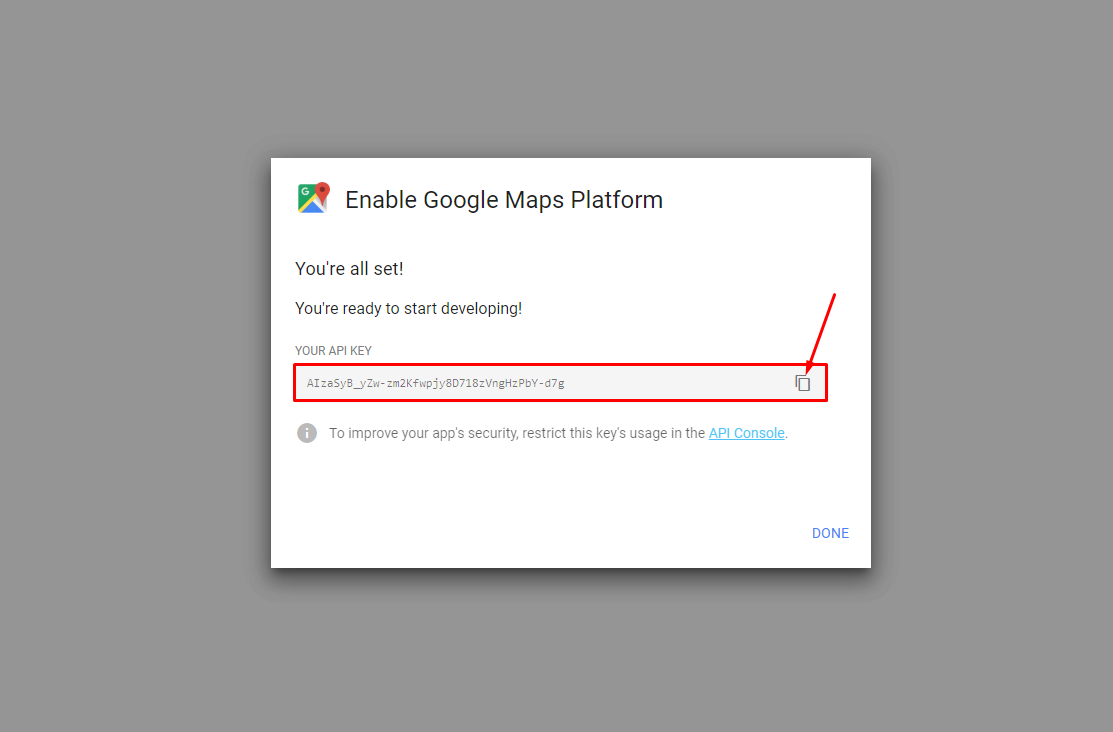 G
Enable Google Maps Platform
You're all set!
You're ready to start developing!
YOUR API KEY
AIzaSyB_yZw-zm2Kfwpjy8D718zVngHzPbY-d7g
To improve your app's security, restrict this key's usage in the API Console.
DONE